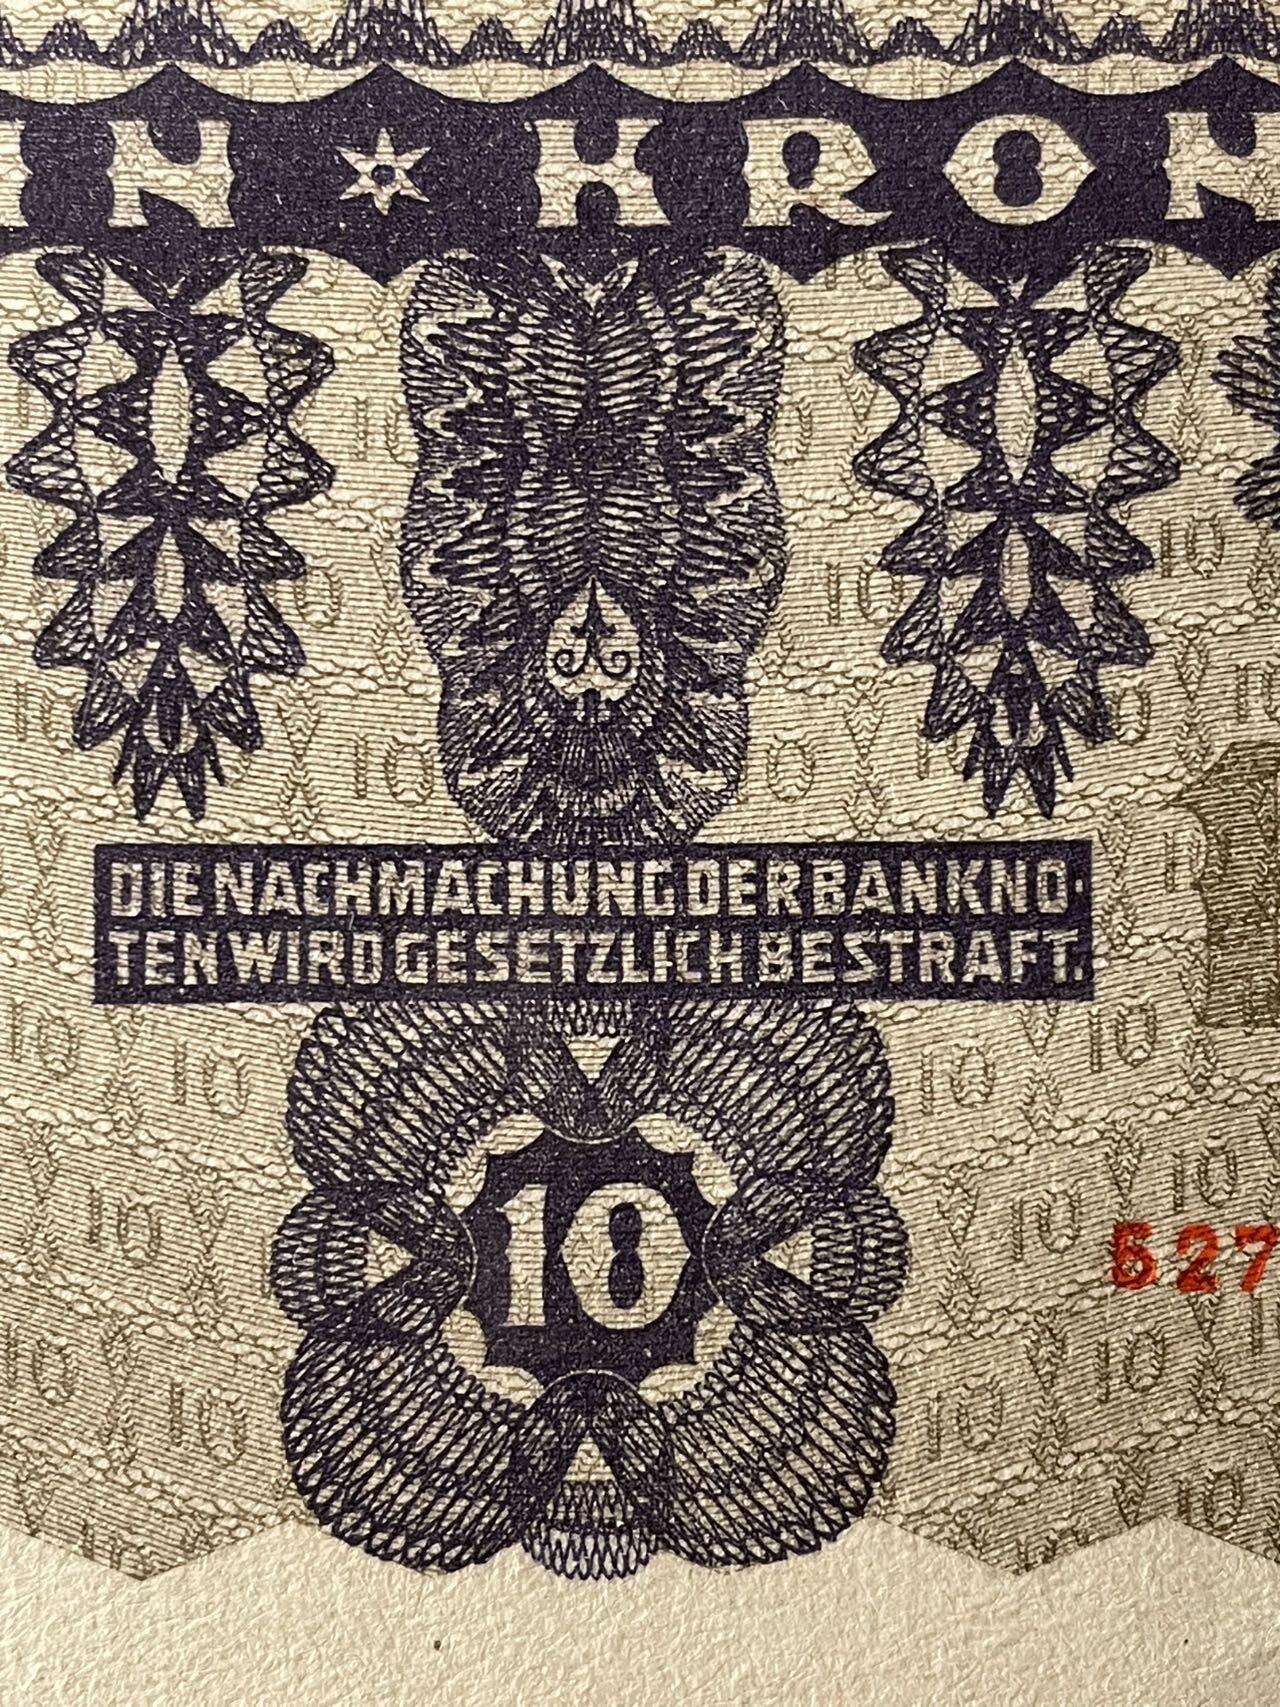 N ✶ KRON
DIE NACHMACHUNG DER BANKNO-
TEN WIRD GESETZLICH BESTRAFT.
10
527